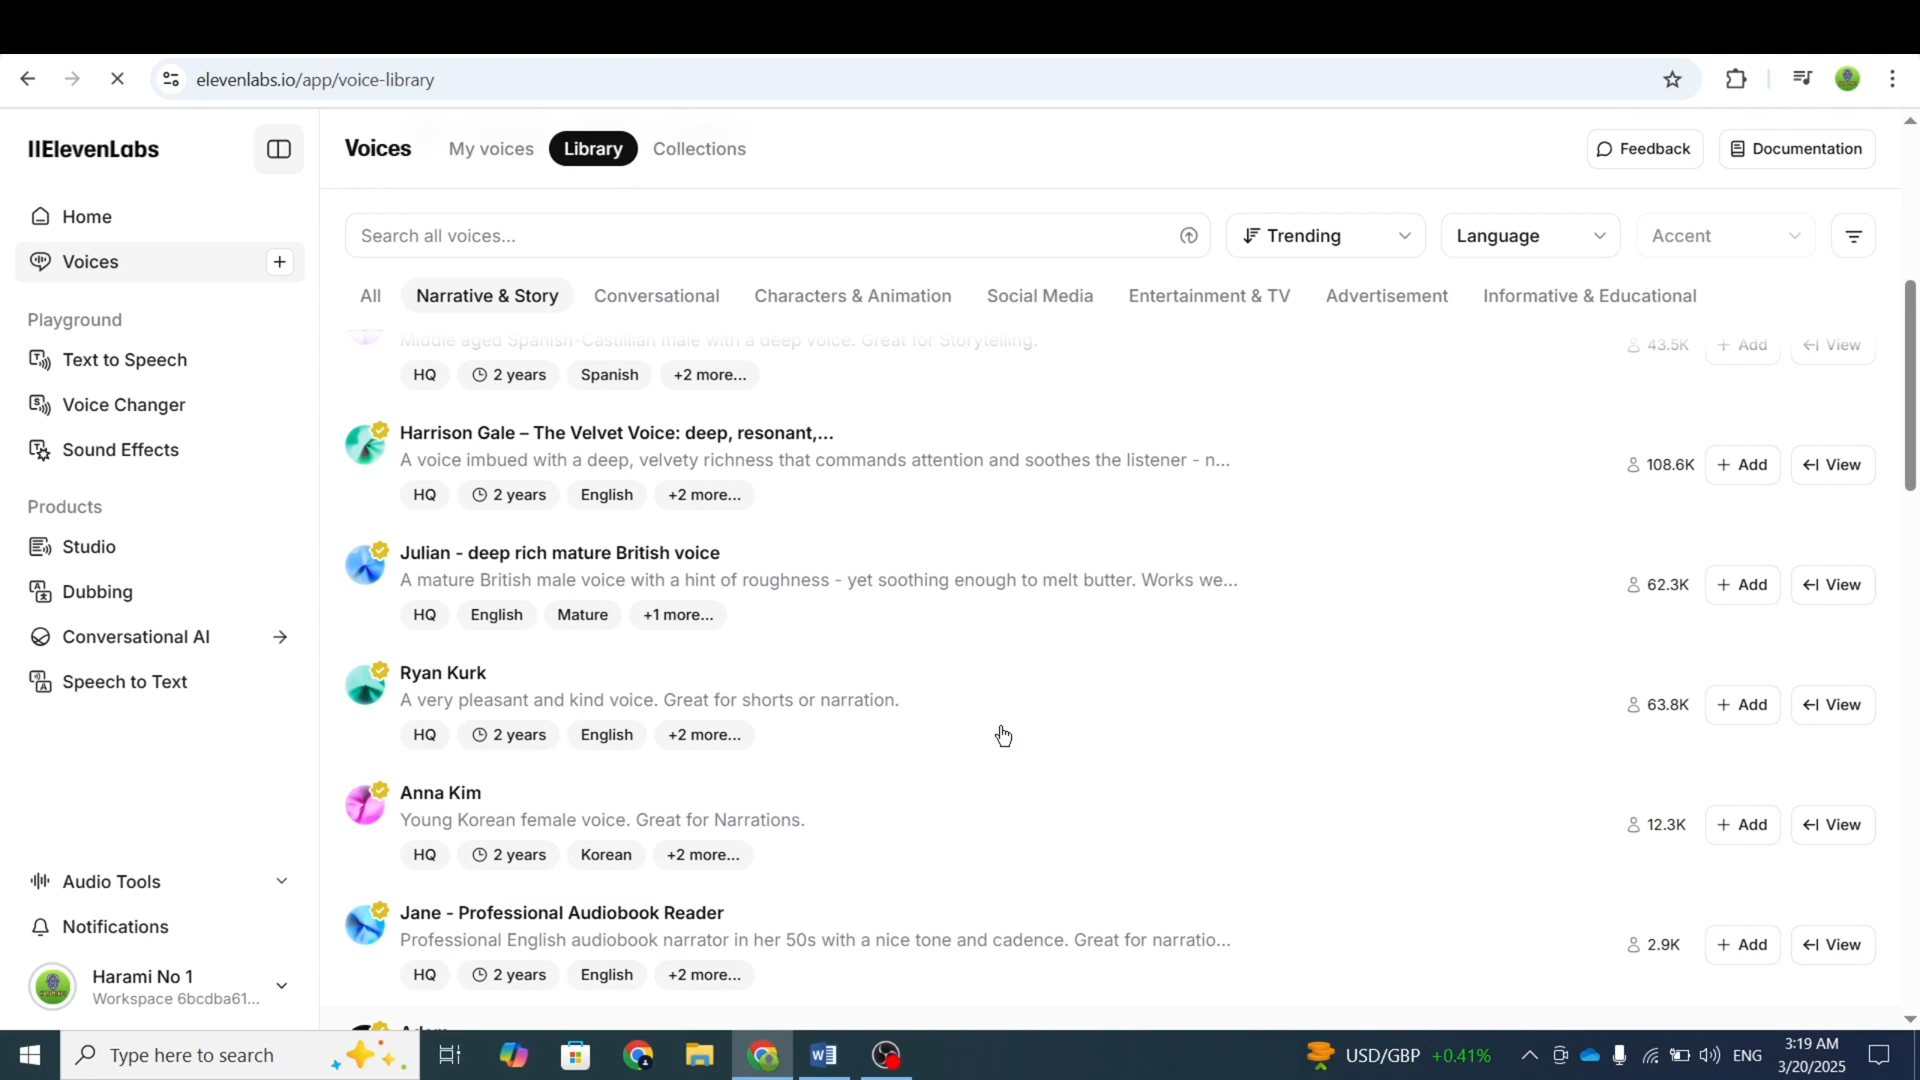 elevenlabs.io/app/voice-library
IIElevenLabs
Home
Voices
Playground
Text to Speech
Voice Changer
Sound Effects
Products
Studio
Dubbing
Conversational AI
Speech to Text
Audio Tools
Notifications
Harami No 1
Workspace 6bcdba61...
Voices My voices Library Collections Feedback Documentation
Search all voices... Trending Language Accent
All Narrative & Story Conversational Characters & Animation Social Media Entertainment & TV Advertisement Informative & Educational
Middle aged Spanish-Castillian male with a deep voice. Great for Storytelling. 43.5K + Add View
HQ 2 years Spanish +2 more...
Harrison Gale – The Velvet Voice: deep, resonant,...
A voice imbued with a deep, velvety richness that commands attention and soothes the listener - n... 108.6K + Add View
HQ 2 years English +2 more...
Julian - deep rich mature British voice
A mature British male voice with a hint of roughness - yet soothing enough to melt butter. Works we... 62.3K + Add View
HQ English Mature +1 more...
Ryan Kurk
A very pleasant and kind voice. Great for shorts or narration. 63.8K + Add View
HQ 2 years English +2 more...
Anna Kim
Young Korean female voice. Great for Narrations. 12.3K + Add View
HQ 2 years Korean +2 more...
Jane - Professional Audiobook Reader
Professional English audiobook narrator in her 50s with a nice tone and cadence. Great for narratio... 2.9K + Add View
HQ 2 years English +2 more...
Type here to search USD/GBP +0.41% ENG 3:19 AM
3/20/2025